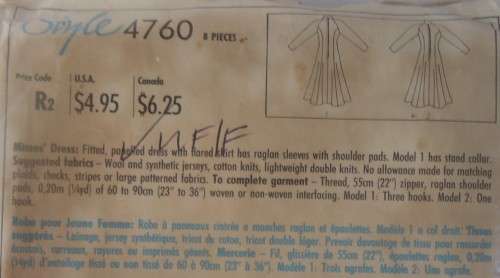 Style 4760 8 PIECES
Price Code U.S.A. Canada
R2 $4.95 $6.25
UNF/F
Misses' Dress: Fitted, panelled dress with flared skirt has raglan sleeves with shoulder pads. Model 1 has stand collar.
Suggested fabrics – Wool and synthetic jerseys, cotton knits, lightweight double knits. No allowance made for matching
plaids, checks, stripes or large patterned fabrics. To complete garment – Thread, 55cm (22") zipper, raglan shoulder
pads, 0,20m (¼yd) of 60 to 90cm (23" to 36") woven or non-woven interfacing. Model 1: Three hooks. Model 2: One
hook.
Robe pour Jeune Femme: Robe à panneaux cintrée e manches raglan et épaulettes. Modèle 1 a col droit. Tissus
suggérés – Lainage, jersey synthétique, tricot du coton, tricot double léger. Prévoir davantage de tissu pour raccorder
écossais, carreaux, rayures ou imprimés géants. Mercerie – Fil, glissière de 55cm (22"), épaulettes raglan, 0,20m
(¼yd) d'entoilage tissé ou non tissé de 60 à 90cm (23" à 36"). Modèle 1: Trois agrafes. Modèle 2: Une agrafe.